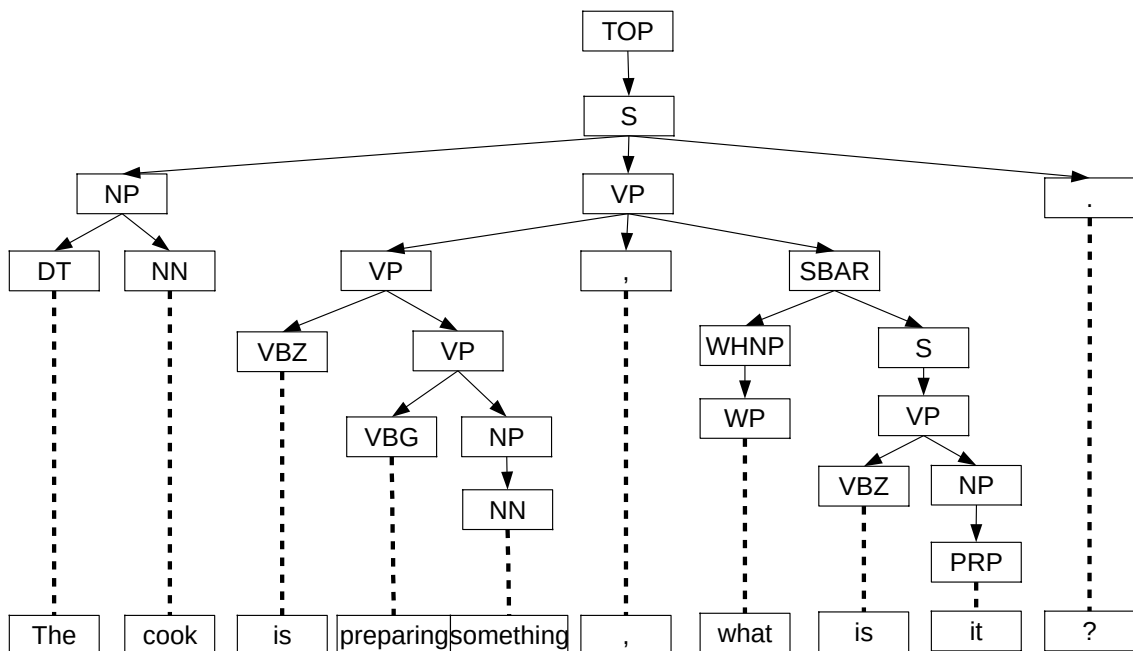 TOP
S
NP VP .
DT NN VP , SBAR
VBZ VP WHNP S
VBG NP WP VP
NN VBZ NP
PRP
The cook is preparing something , what is it ?